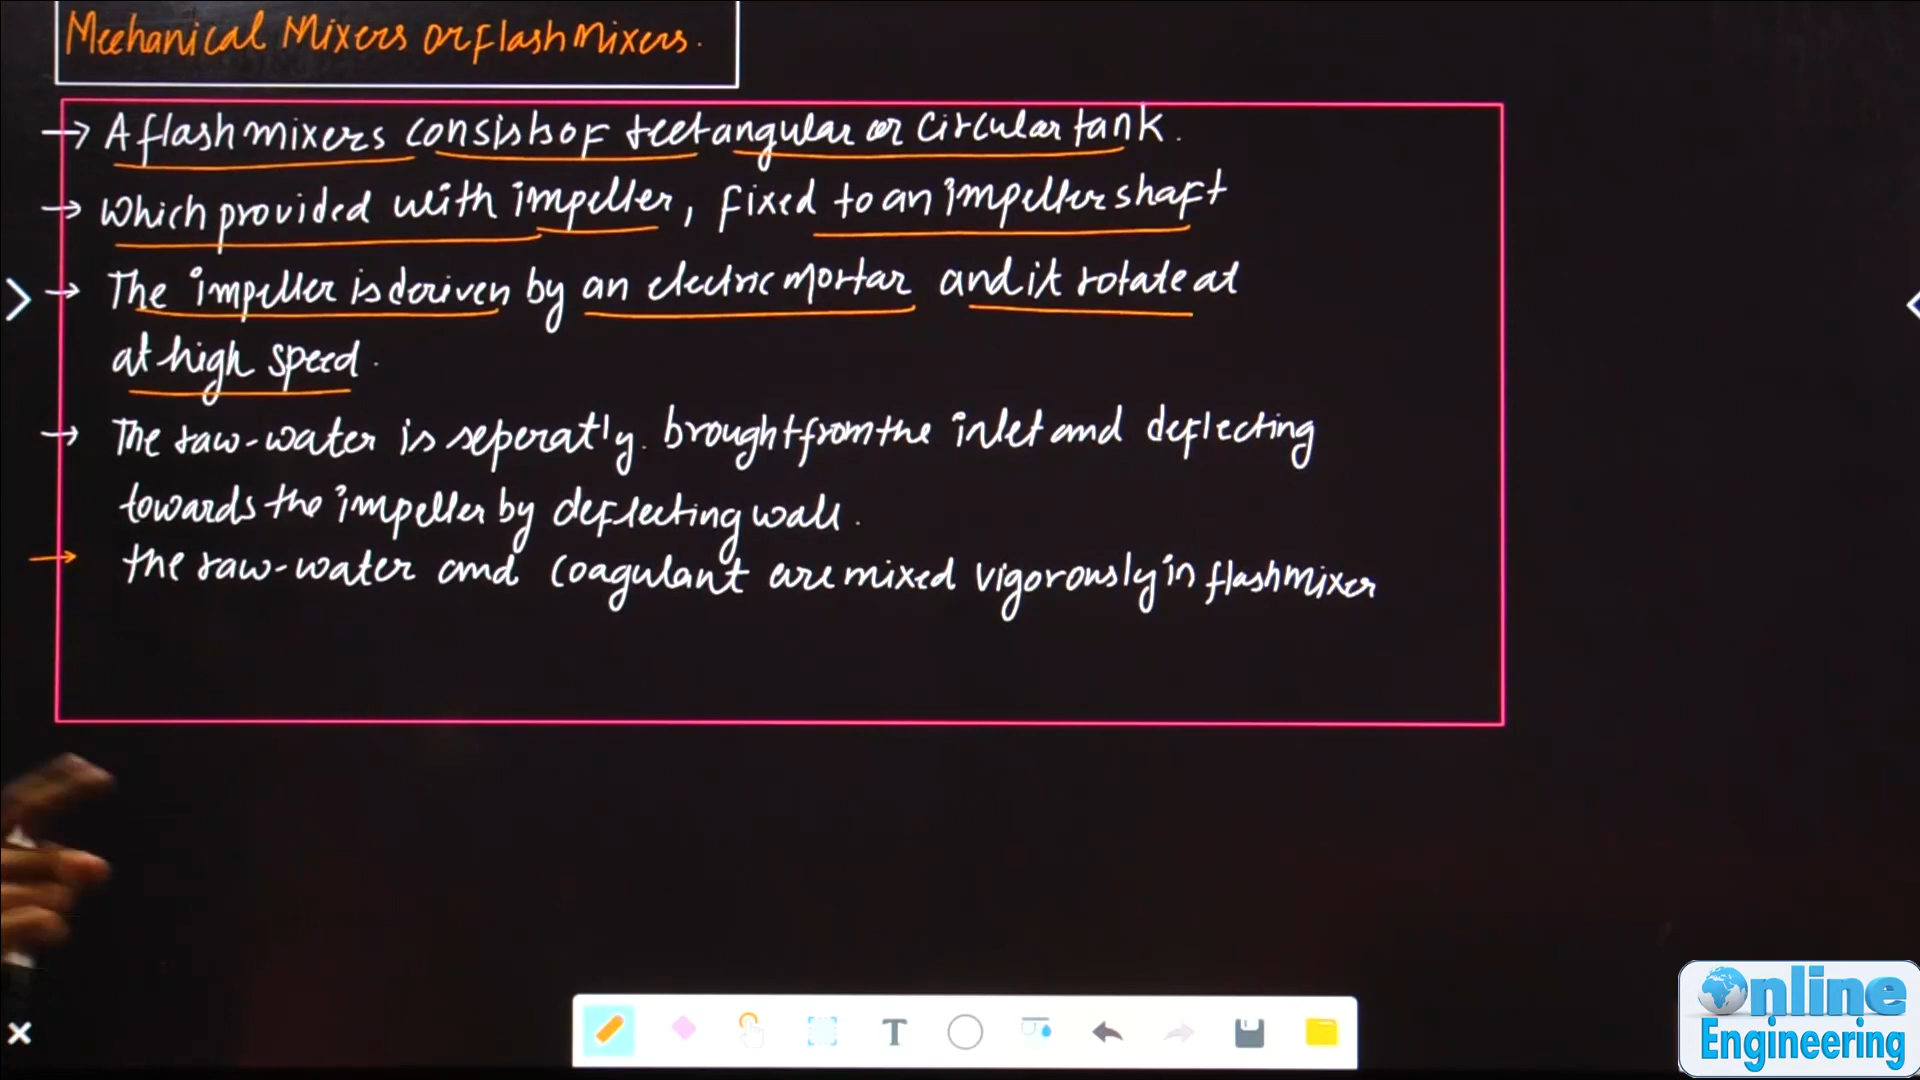 Mechanical Mixers or flash mixers.
→ A flash mixers consists of rectangular or circular tank.
→ which provided with impeller, fixed to an impeller shaft
→ The impeller is deriven by an electric mortar and it rotate at
at high speed.
→ The raw-water is seperatly. brought from the inlet and deflecting
towards the impeller by deflecting wall.
→ the raw-water and coagulant are mixed vigorously in flash mixer
T
Online
Engineering